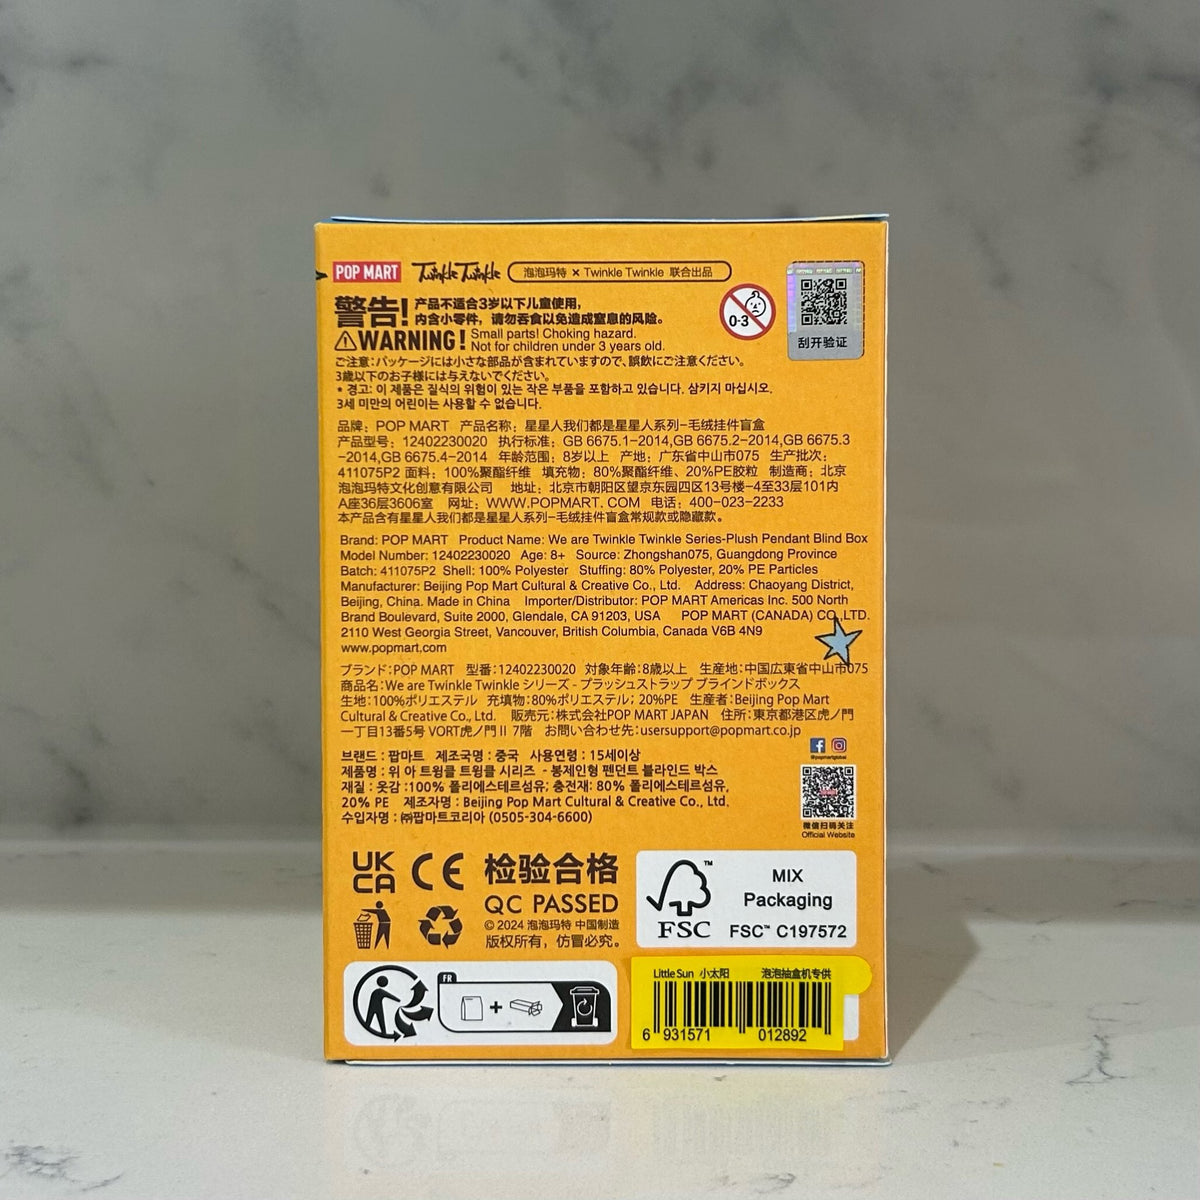 POP MART Twinkle Twinkle 泡泡玛特 × Twinkle Twinkle 联合出品
警告! 产品不适合3岁以下儿童使用,
内含小零件, 请勿吞食以免造成窒息的风险。
WARNING! Small parts! Choking hazard.
Not for children under 3 years old.
0-3
刮开验证
ご注意:パッケージには小さな部品が含まれていますので、誤飲にご注意ください。
3歳以下のお子様には与えないでください。
* 경고: 이 제품은 질식의 위험이 있는 작은 부품을 포함하고 있습니다. 삼키지 마십시오.
3세 미만의 어린이는 사용할 수 없습니다.
品牌: POP MART 产品名称: 星星人我们都是星星人系列-毛绒挂件盲盒
产品型号: 12402230020 执行标准: GB 6675.1-2014,GB 6675.2-2014,GB 6675.3
-2014,GB 6675.4-2014 年龄范围: 8岁以上 产地: 广东省中山市075 生产批次:
411075P2 面料: 100%聚酯纤维 填充物: 80%聚酯纤维、20%PE胶粒 制造商: 北京
泡泡玛特文化创意有限公司 地址: 北京市朝阳区望京东园四区13号楼-4至33层101内
A座36层3606室 网址: WWW.POPMART.COM 电话: 400-023-2233
本产品含有星星人我们都是星星人系列-毛绒挂件盲盒常规款或隐藏款。
Brand: POP MART Product Name: We are Twinkle Twinkle Series-Plush Pendant Blind Box
Model Number: 12402230020 Age: 8+ Source: Zhongshan075, Guangdong Province
Batch: 411075P2 Shell: 100% Polyester Stuffing: 80% Polyester, 20% PE Particles
Manufacturer: Beijing Pop Mart Cultural & Creative Co., Ltd. Address: Chaoyang District,
Beijing, China. Made in China Importer/Distributor: POP MART Americas Inc. 500 North
Brand Boulevard, Suite 2000, Glendale, CA 91203, USA POP MART (CANADA) CO.,LTD.
2110 West Georgia Street, Vancouver, British Columbia, Canada V6B 4N9
www.popmart.com
ブランド:POP MART 型番:12402230020 対象年齢:8歳以上 生産地:中国広東省中山市075
商品名:We are Twinkle Twinkle シリーズ - プラッシュストラップ ブラインドボックス
生地:100%ポリエステル 充填物:80%ポリエステル; 20%PE 生産者:Beijing Pop Mart
Cultural & Creative Co., Ltd. 販売元:株式会社POP MART JAPAN 住所:東京都港区虎ノ門
一丁目13番5号 VORT虎ノ門Ⅱ 7階 お問い合わせ先:usersupport@popmart.co.jp
브랜드 : 팝마트 제조국명 : 중국 사용연령 : 15세이상
제품명 : 위 아 트윙클 트윙클 시리즈 - 봉제인형 펜던트 블라인드 박스
재질 : 옷감 :100% 폴리에스테르섬유; 충전재: 80% 폴리에스테르섬유,
20% PE 제조자명 : Beijing Pop Mart Cultural & Creative Co., Ltd.
수입자명 : ㈜팝마트코리아 (0505-304-6600)
@popmartglobal
微信扫码关注
Official Website
UK
CA CE 检验合格
QC PASSED
© 2024 泡泡玛特 中国制造
版权所有, 仿冒必究。
FSC™
MIX
Packaging
FSC™ C197572
FR
+
Little Sun 小太阳 泡泡抽盒机专供
6 931571 012892